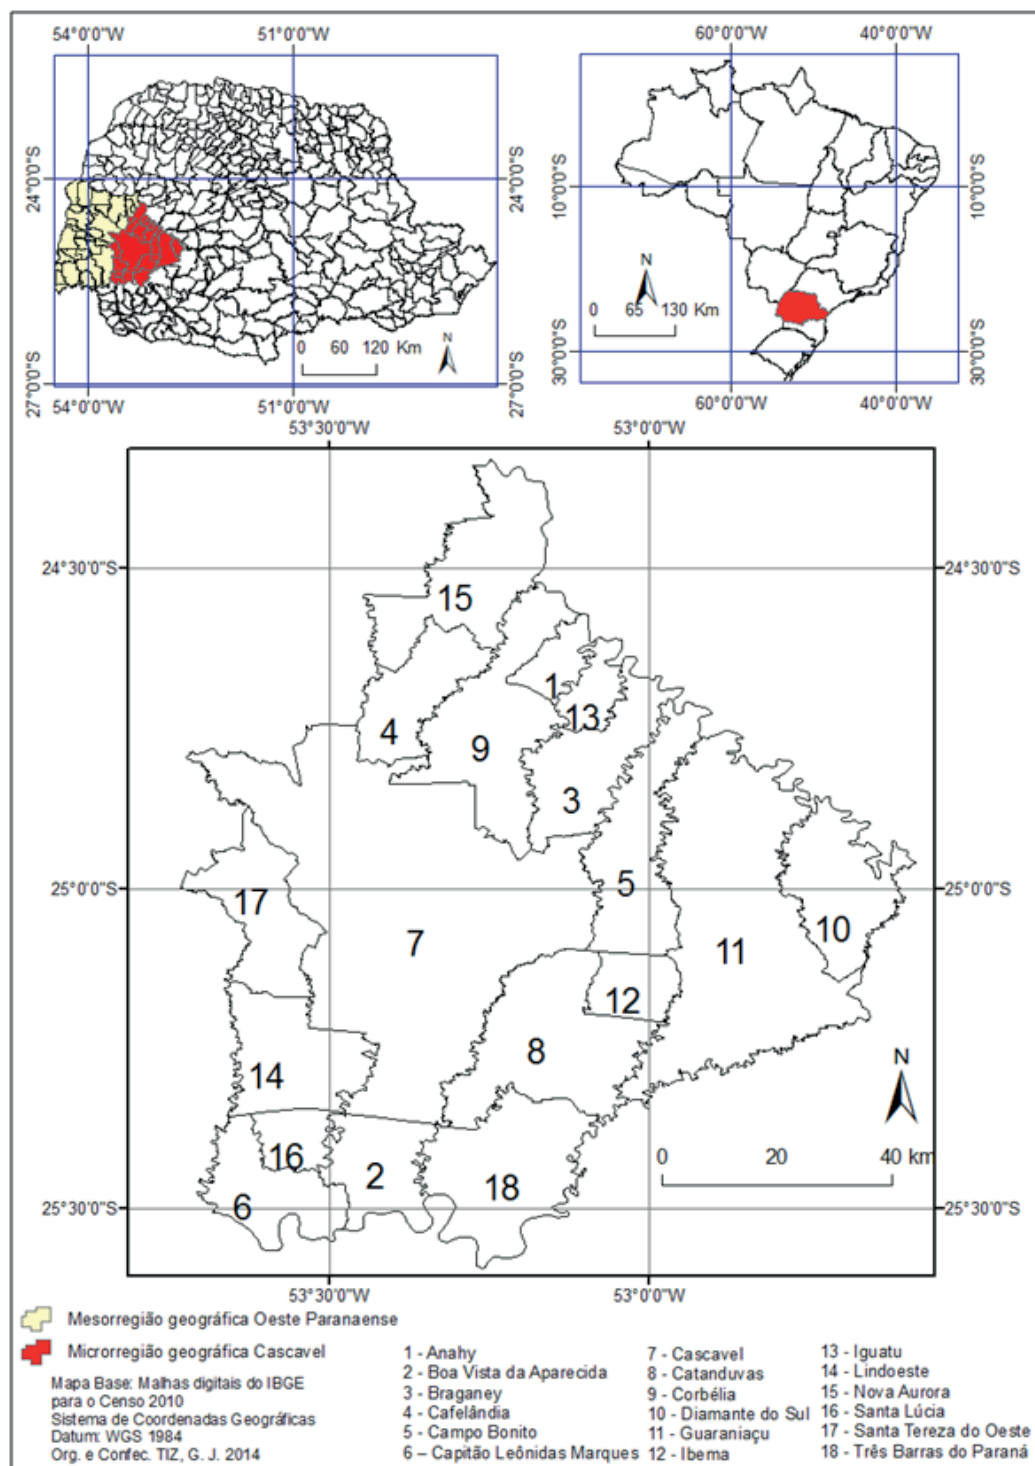 54°0'0"W 51°0'0"W
24°0'0"S 24°0'0"S
27°0'0"S 27°0'0"S
N
0 60 120 Km
54°0'0"W 51°0'0"W
60°0'0"W 40°0'0"W
10°0'0"S 10°0'0"S
30°0'0"S 30°0'0"S
N
0 65 130 Km
60°0'0"W 40°0'0"W
53°30'0"W 53°0'0"W
24°30'0"S 24°30'0"S
15
1
13
4
9
3
25°0'0"S 25°0'0"S
5
17
10
7
11
12
8
14
N
16
2
18
6
0 20 40 km
25°30'0"S 25°30'0"S
53°30'0"W 53°0'0"W
Mesorregião geográfica Oeste Paranaense
Microrregião geográfica Cascavel
Mapa Base: Malhas digitais do IBGE
para o Censo 2010
Sistema de Coordenadas Geográficas
Datum: WGS 1984
Org. e Confec. TIZ, G. J. 2014
1 - Anahy
2 - Boa Vista da Aparecida
3 - Braganey
4 - Cafelândia
5 - Campo Bonito
6 – Capitão Leônidas Marques
7 - Cascavel
8 - Catanduvas
9 - Corbélia
10 - Diamante do Sul
11 - Guaraniaçu
12 - Ibema
13 - Iguatu
14 - Lindoeste
15 - Nova Aurora
16 - Santa Lúcia
17 - Santa Tereza do Oeste
18 - Três Barras do Paraná